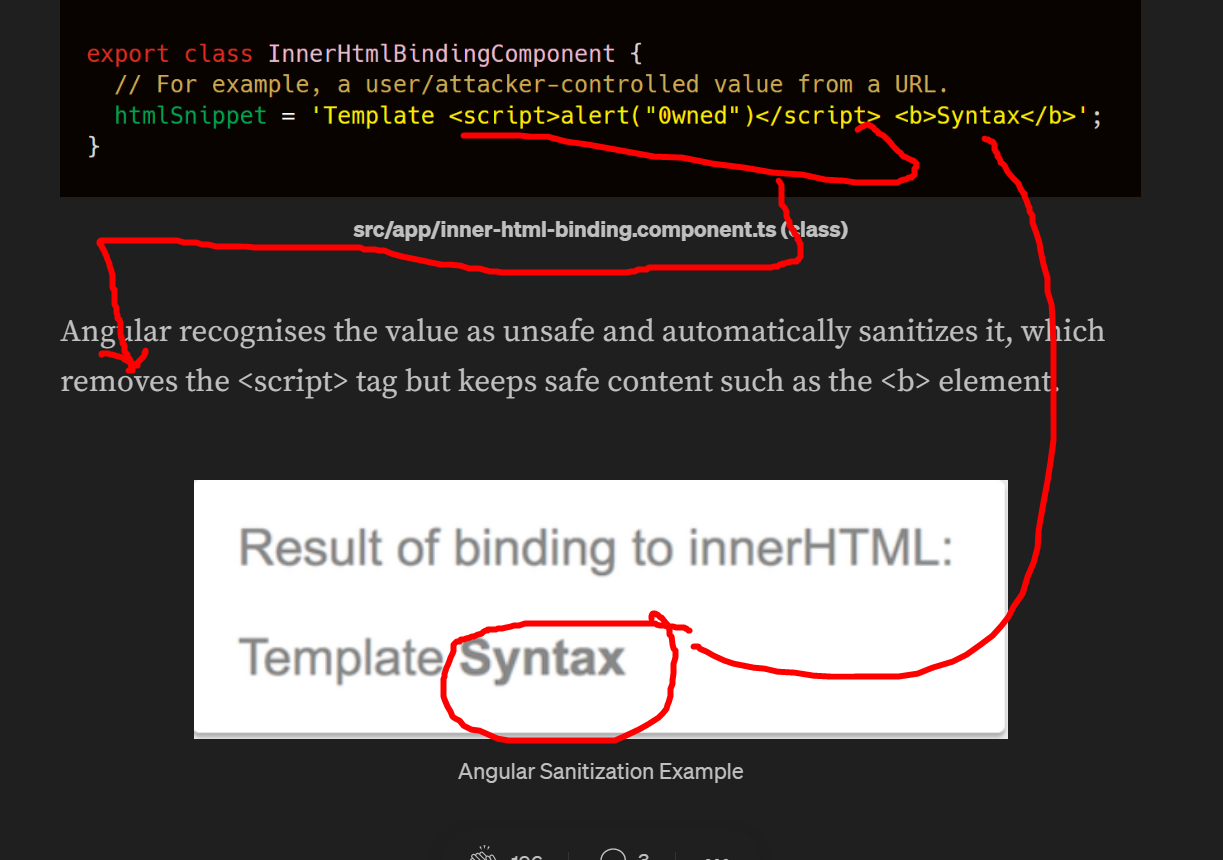 export class InnerHtmlBindingComponent {
// For example, a user/attacker-controlled value from a URL.
htmlSnippet = 'Template <script>alert("0wned")</script> <b>Syntax</b>';
}
src/app/inner-html-binding.component.ts (class)
Angular recognises the value as unsafe and automatically sanitizes it, which
removes the <script> tag but keeps safe content such as the <b> element.
Result of binding to innerHTML:
Template Syntax
Angular Sanitization Example